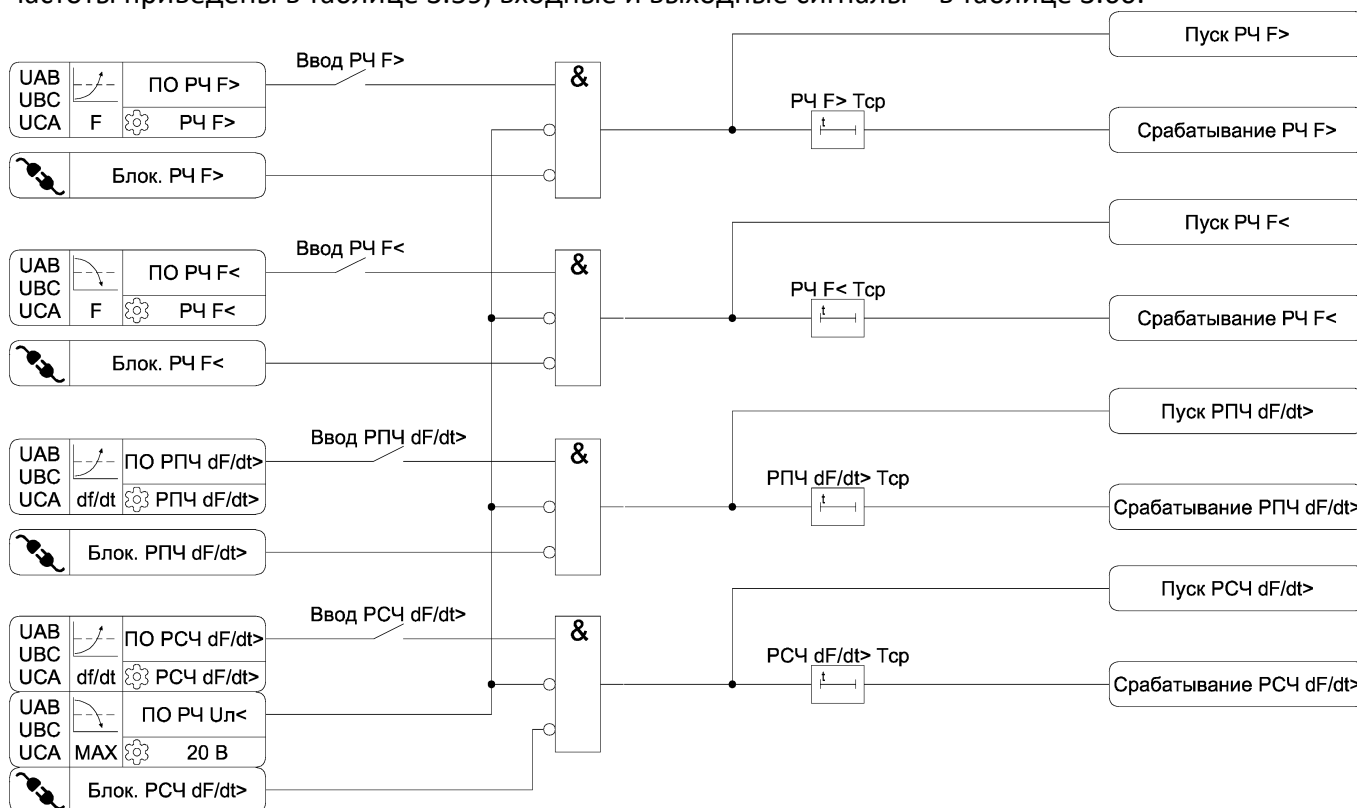 частоты приведены в таблице 3.59, входные и выходные сигналы – в таблице 3.60.
Пуск РЧ F>
Ввод РЧ F>
UAB
UBC
UCA
F
ПО РЧ F>
РЧ F>
&
РЧ F> Тср
t
Срабатывание РЧ F>
Блок. РЧ F>
Пуск РЧ F<
Ввод РЧ F<
UAB
UBC
UCA
F
ПО РЧ F<
РЧ F<
&
РЧ F< Тср
t
Срабатывание РЧ F<
Блок. РЧ F<
Пуск РПЧ dF/dt>
Ввод РПЧ dF/dt>
UAB
UBC
UCA
df/dt
ПО РПЧ dF/dt>
РПЧ dF/dt>
&
РПЧ dF/dt> Тср
t
Срабатывание РПЧ dF/dt>
Блок. РПЧ dF/dt>
Пуск РСЧ dF/dt>
Ввод РСЧ dF/dt>
UAB
UBC
UCA
df/dt
ПО РСЧ dF/dt>
РСЧ dF/dt>
&
РСЧ dF/dt> Тср
t
Срабатывание РСЧ dF/dt>
UAB
UBC
UCA
MAX
ПО РЧ Uл<
20 В
Блок. РСЧ dF/dt>